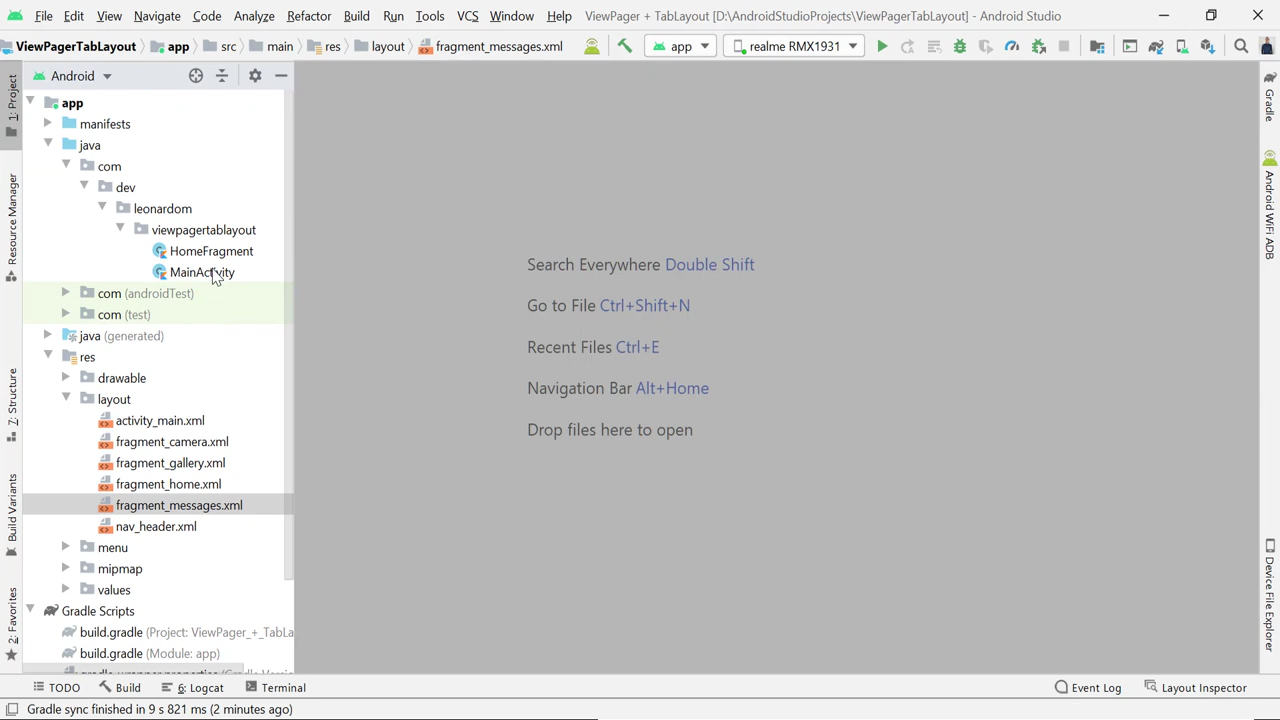 File Edit View Navigate Code Analyze Refactor Build Run Tools VCS Window Help ViewPager + TabLayout [D:\AndroidStudioProjects\ViewPagerTabLayout] - Android Studio
ViewPagerTabLayout app src main res layout fragment_messages.xml app realme RMX1931
1: Project
Resource Manager
7: Structure
Build Variants
2: Favorites
Android
app
manifests
java
com
dev
leonardom
viewpagertablayout
HomeFragment
MainActivity
com (androidTest)
com (test)
java (generated)
res
drawable
layout
activity_main.xml
fragment_camera.xml
fragment_gallery.xml
fragment_home.xml
fragment_messages.xml
nav_header.xml
menu
mipmap
values
Gradle Scripts
build.gradle (Project: ViewPager_+_TabLa
build.gradle (Module: app)
Search Everywhere Double Shift
Go to File Ctrl+Shift+N
Recent Files Ctrl+E
Navigation Bar Alt+Home
Drop files here to open
Gradle
Android WiFi ADB
Device File Explorer
TODO Build 6: Logcat Terminal Event Log Layout Inspector
Gradle sync finished in 9 s 821 ms (2 minutes ago)